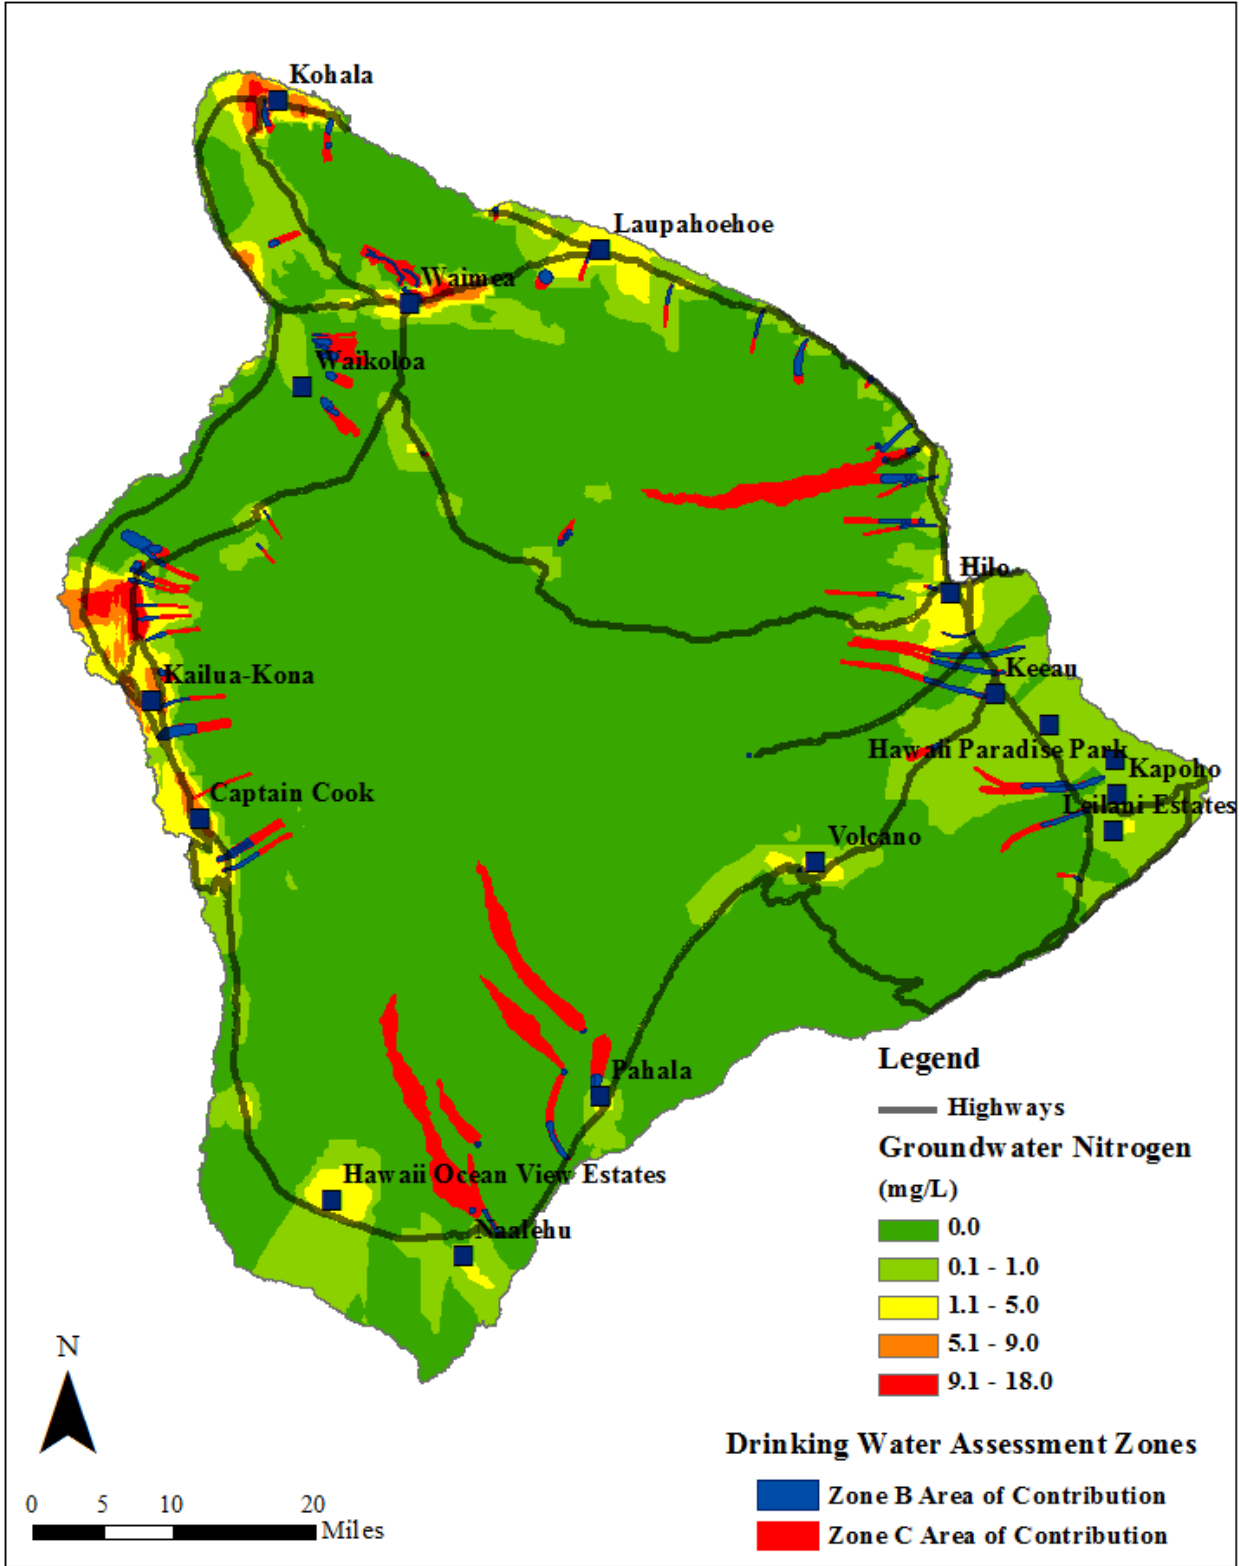 Kohala
Laupahoehoe
Waimea
Waikoloa
Hilo
Keeau
Kailua-Kona
Hawaii Paradise Park
Kapoho
Captain Cook
Leilani Estates
Volcano
Pahala
Hawaii Ocean View Estates
Naalehu
Legend
Highways
Groundwater Nitrogen
(mg/L)
0.0
0.1 - 1.0
1.1 - 5.0
5.1 - 9.0
9.1 - 18.0
N
Drinking Water Assessment Zones
Zone B Area of Contribution
Zone C Area of Contribution
0 5 10 20
Miles